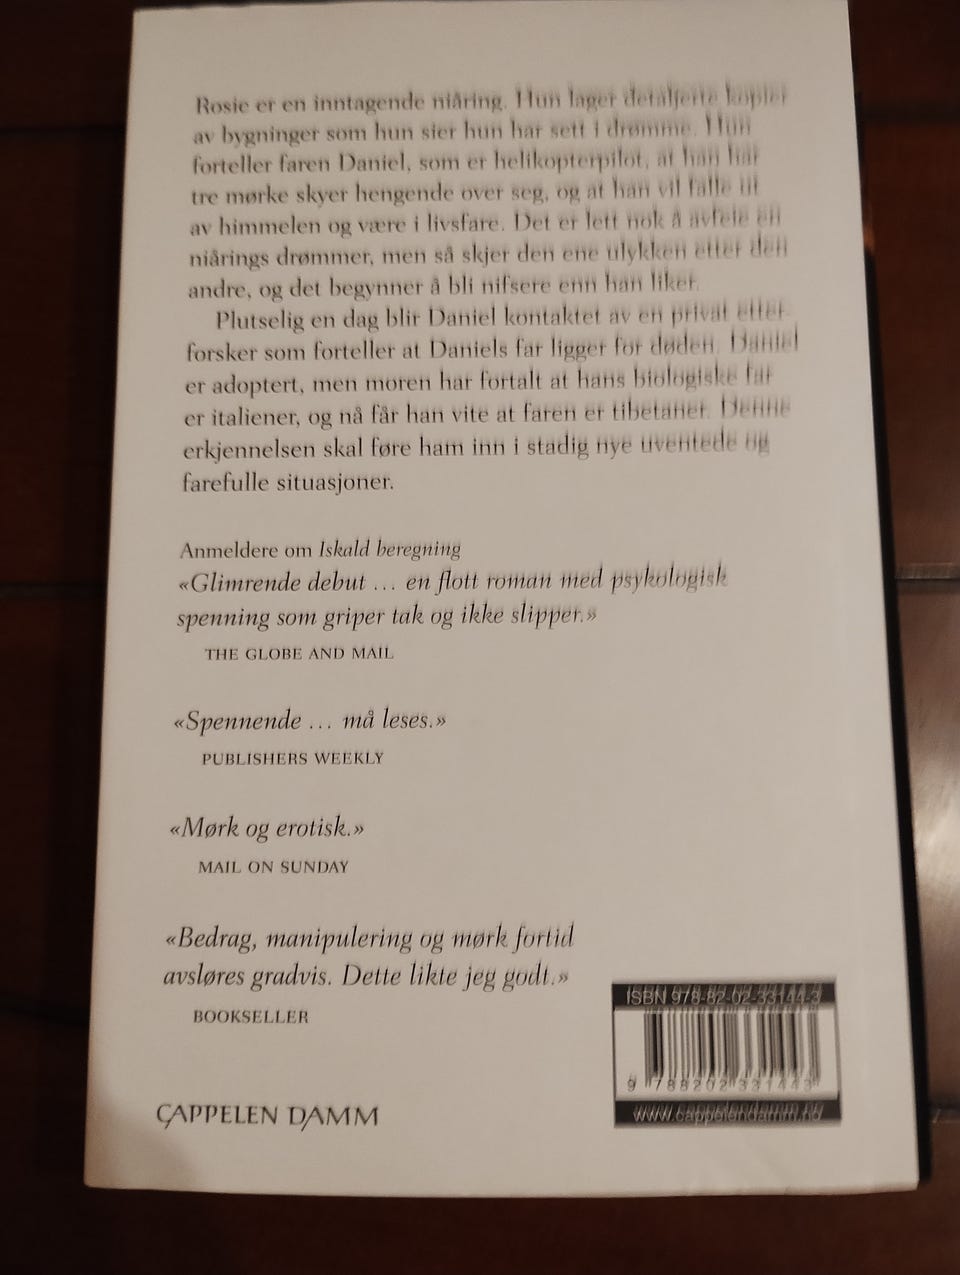 Rosie er en inntagende niåring. Hun lager detaljerte kopier
av bygninger som hun sier hun har sett i drømme. Hun
forteller faren Daniel, som er helikopterpilot, at han har
tre mørke skyer hengende over seg, og at han vil falle ut
av himmelen og være i livsfare. Det er lett nok å avfeie en
niårings drømmer, men så skjer den ene ulykken etter den
andre, og det begynner å bli nifsere enn han liker.
Plutselig en dag blir Daniel kontaktet av en privat etter-
forsker som forteller at Daniels far ligger for døden. Daniel
er adoptert, men moren har fortalt at hans biologiske far
er italiener, og nå får han vite at faren er tibetaner. Denne
erkjennelsen skal føre ham inn i stadig nye uventede og
farefulle situasjoner.
Anmeldere om Iskald beregning
«Glimrende debut … en flott roman med psykologisk
spenning som griper tak og ikke slipper.»
THE GLOBE AND MAIL
«Spennende … må leses.»
PUBLISHERS WEEKLY
«Mørk og erotisk.»
MAIL ON SUNDAY
«Bedrag, manipulering og mørk fortid
avsløres gradvis. Dette likte jeg godt.»
BOOKSELLER
CAPPELEN DAMM
ISBN 978-82-02-33144-3
9 788202 331443
www.cappelendamm.no